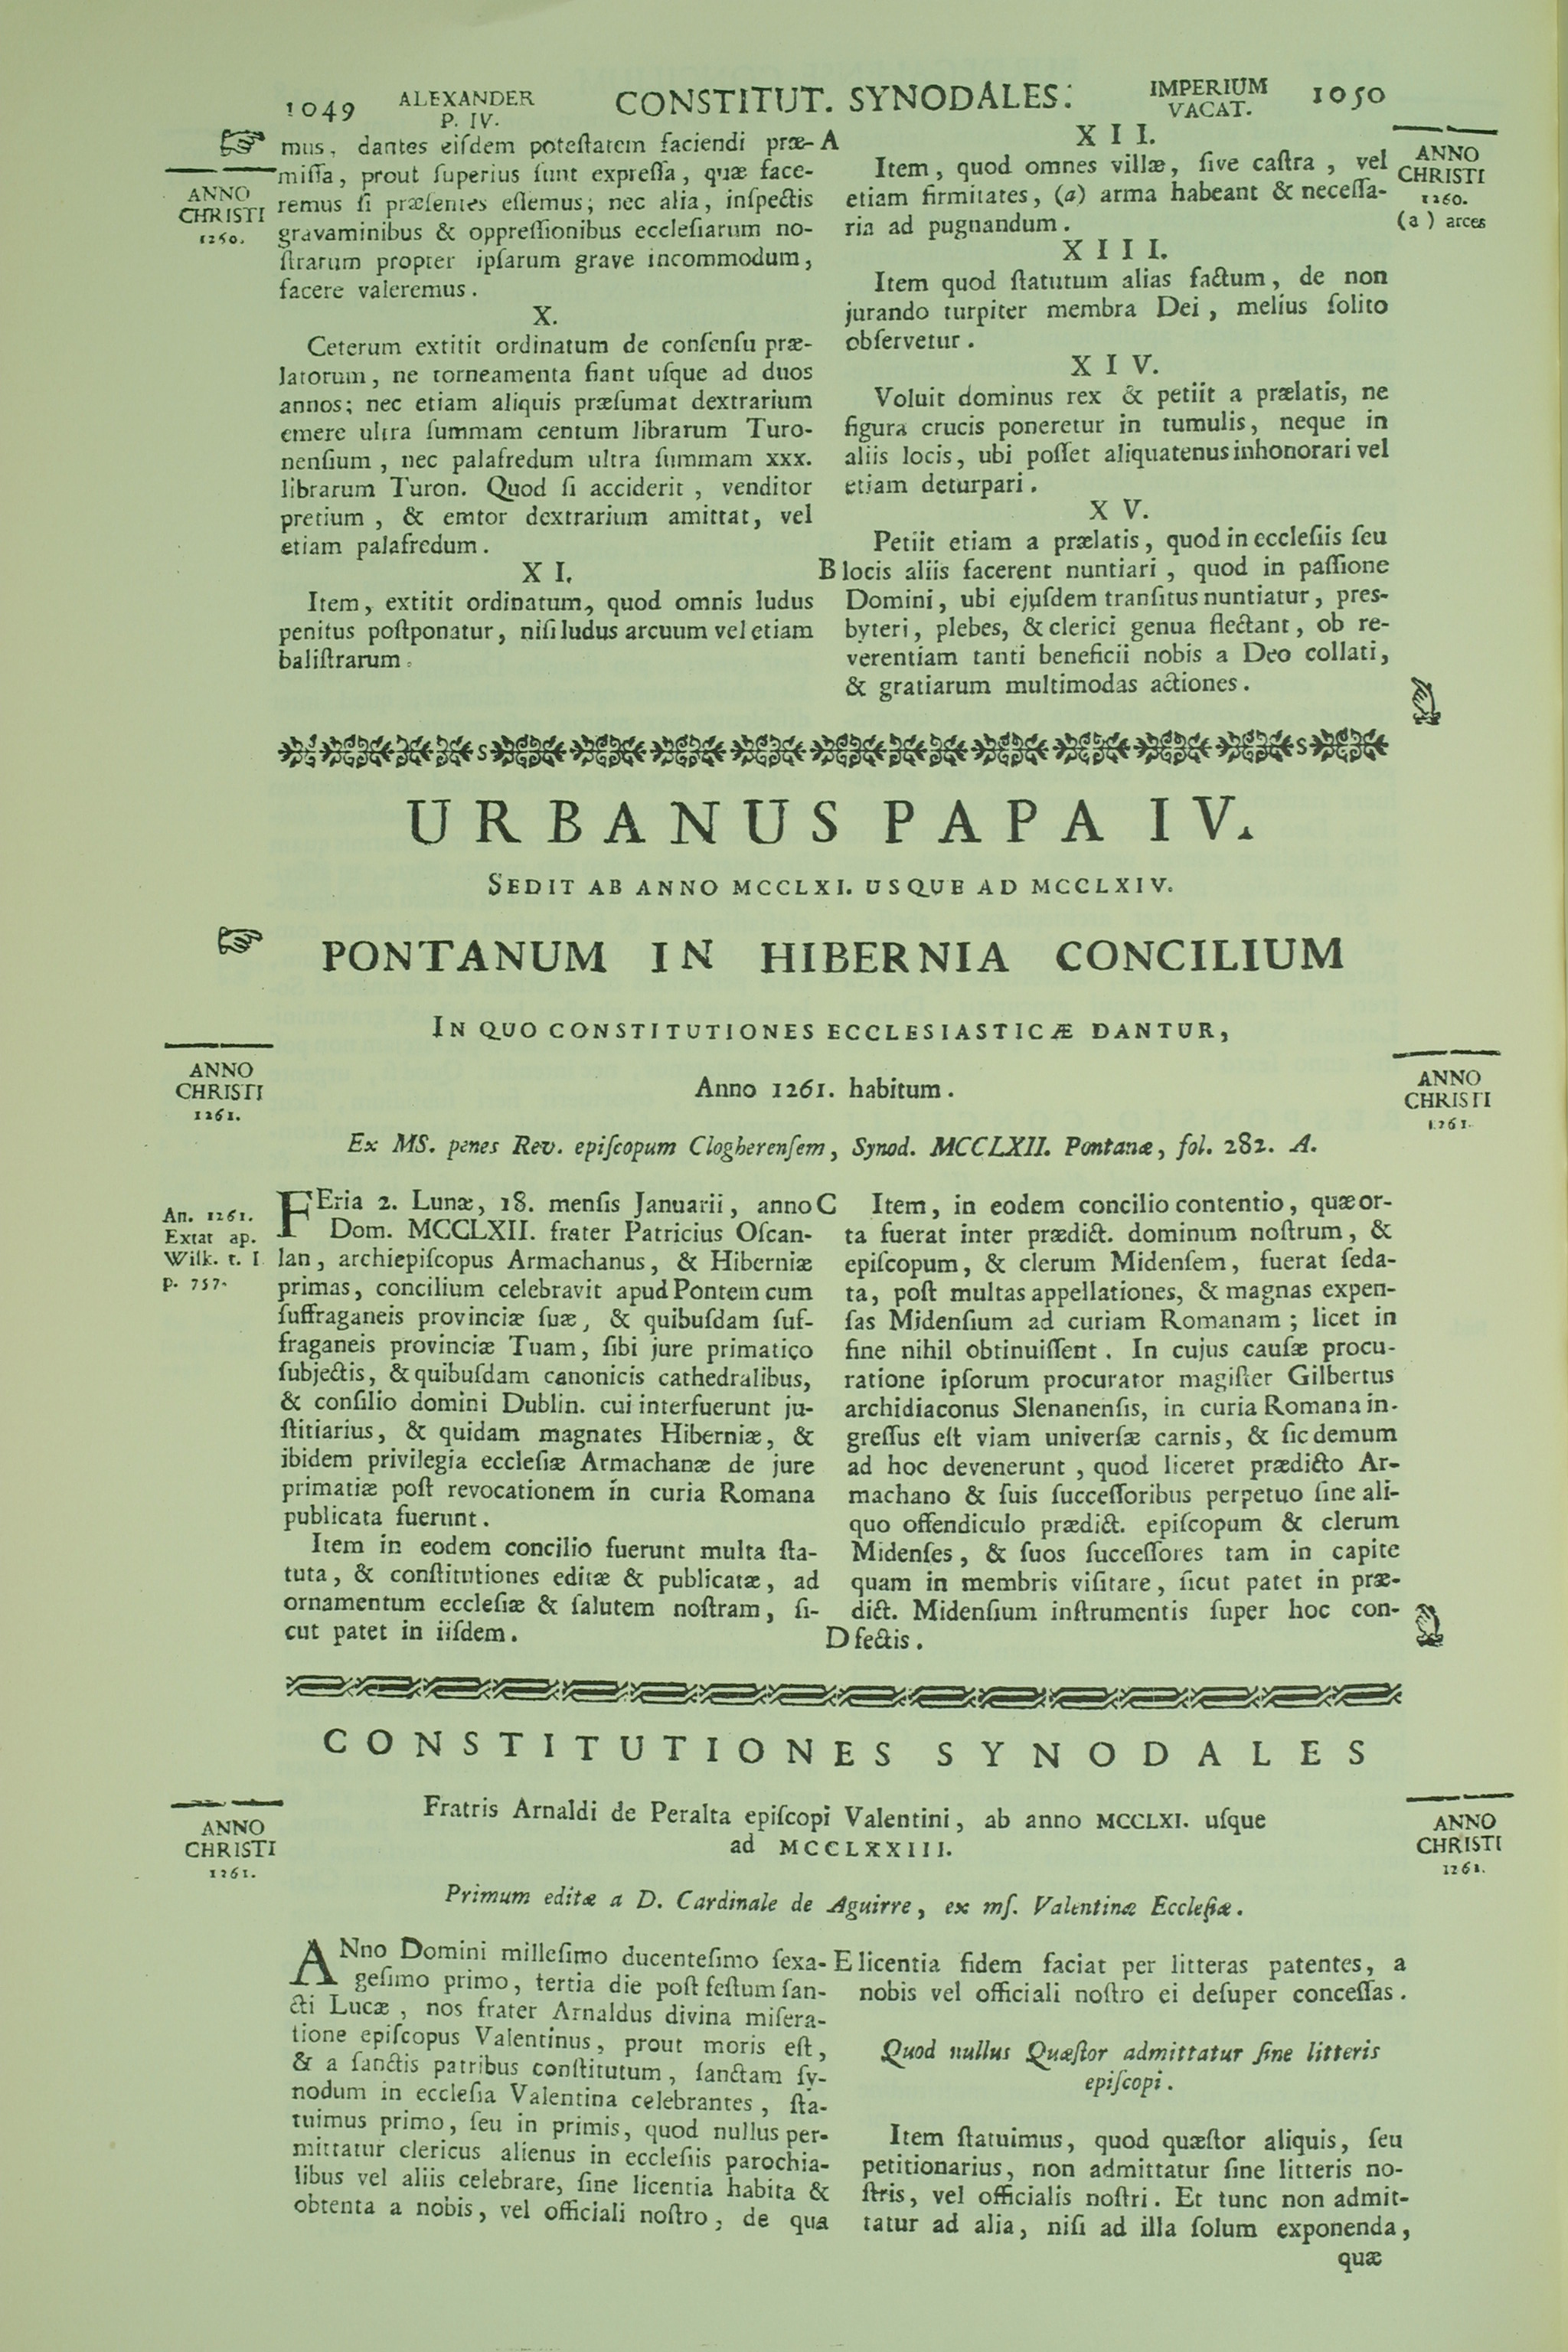 1049 ALEXANDER P. IV. CONSTITUT. SYNODALES. IMPERIUM VACAT. 1050
ANNO
CHRISTI
1260.
mus, dantes eiſdem poteſtatem faciendi præ-
miſſa, prout ſuperius ſunt expreſſa, quæ face-
remus ſi præſentes eſſemus; nec alia, inſpectis
gravaminibus & oppreſſionibus eccleſiarum no-
ſtrarum propter ipſarum grave incommodum,
facere valeremus.
X.
Ceterum extitit ordinatum de conſenſu præ-
latorum, ne torneamenta fiant uſque ad duos
annos; nec etiam aliquis præſumat dextrarium
emere ultra ſummam centum librarum Turo-
nenſium, nec palafredum ultra ſummam xxx.
librarum Turon. Quod ſi acciderit, venditor
pretium, & emtor dextrarium amittat, vel
etiam palafredum.
XI.
Item, extitit ordinatum, quod omnis ludus
penitus poſtponatur, niſi ludus arcuum vel etiam
baliſtrarum.
A
XII.
Item, quod omnes villæ, ſive caſtra, vel
etiam firmitates, (a) arma habeant & neceſſa-
ria ad pugnandum.
ANNO
CHRISTI
1260.
(a) arces
XIII.
Item quod ſtatutum alias factum, de non
jurando turpiter membra Dei, melius ſolito
obſervetur.
XIV.
Voluit dominus rex & petiit a prælatis, ne
figura crucis poneretur in tumulis, neque in
aliis locis, ubi poſſet aliquatenus inhonorari vel
etiam deturpari.
XV.
Petiit etiam a prælatis, quod in eccleſiis ſeu
B locis aliis facerent nuntiari, quod in paſſione
Domini, ubi ejuſdem tranſitus nuntiatur, pres-
byteri, plebes, & clerici genua flectant, ob re-
verentiam tanti beneficii nobis a Deo collati,
& gratiarum multimodas actiones.
URBANUS PAPA IV.
SEDIT AB ANNO MCCLXI. USQUE AD MCCLXIV.
PONTANUM IN HIBERNIA CONCILIUM
IN QUO CONSTITUTIONES ECCLESIASTICÆ DANTUR,
Anno 1261. habitum.
ANNO
CHRISTI
1261.
ANNO
CHRISTI
1261.
Ex MS. penes Rev. epiſcopum Clogherenſem, Synod. MCCLXII. Pontanæ, fol. 282. A.
An. 1261.
Extat ap.
Wilk. t. I
p. 757.
FEria 2. Lunæ, 18. menſis Januarii, anno
Dom. MCCLXII. frater Patricius Oſcan-
lan, archiepiſcopus Armachanus, & Hiberniæ
primas, concilium celebravit apud Pontem cum
ſuffraganeis provinciæ ſuæ, & quibuſdam ſuf-
fraganeis provinciæ Tuam, ſibi jure primatico
ſubjectis, & quibuſdam canonicis cathedralibus,
& conſilio domini Dublin. cui interfuerunt ju-
ſtitiarius, & quidam magnates Hiberniæ, &
ibidem privilegia eccleſiæ Armachanæ de jure
primatiæ poſt revocationem in curia Romana
publicata fuerunt.
Item in eodem concilio fuerunt multa ſta-
tuta, & conſtitutiones editæ & publicatæ, ad
ornamentum eccleſiæ & ſalutem noſtram, ſi-
cut patet in iiſdem.
C Item, in eodem concilio contentio, quæ or-
ta fuerat inter prædict. dominum noſtrum, &
epiſcopum, & clerum Midenſem, fuerat ſeda-
ta, poſt multas appellationes, & magnas expen-
ſas Midenſium ad curiam Romanam; licet in
fine nihil obtinuiſſent. In cujus cauſæ procu-
ratione ipſorum procurator magiſter Gilbertus
archidiaconus Slenanenſis, in curia Romana in-
greſſus eſt viam univerſæ carnis, & ſic demum
ad hoc devenerunt, quod liceret prædicto Ar-
machano & ſuis ſucceſſoribus perpetuo ſine ali-
quo offendiculo prædict. epiſcopum & clerum
Midenſes, & ſuos ſucceſſores tam in capite
quam in membris viſitare, ſicut patet in præ-
dict. Midenſium inſtrumentis ſuper hoc con-
D fectis.
CONSTITUTIONES SYNODALES
Fratris Arnaldi de Peralta epiſcopi Valentini, ab anno MCCLXI. uſque
ad MCCLXXIII.
ANNO
CHRISTI
1261.
ANNO
CHRISTI
1261.
Primum editæ a D. Cardinale de Aguirre, ex mſ. Valentinæ Eccleſiæ.
ANno Domini milleſimo ducenteſimo ſexa-
geſimo primo, tertia die poſt feſtum ſan-
cti Lucæ, nos frater Arnaldus divina miſera-
tione epiſcopus Valentinus, prout moris eſt,
& a ſanctis patribus conſtitutum, ſanctam ſy-
nodum in eccleſia Valentina celebrantes, ſta-
tuimus primo, ſeu in primis, quod nullus per-
mittatur clericus alienus in eccleſiis parochia-
libus vel aliis celebrare, ſine licentia habita &
obtenta a nobis, vel officiali noſtro, de qua
E licentia fidem faciat per litteras patentes, a
nobis vel officiali noſtro ei deſuper conceſſas.
Quod nullus Quæſtor admittatur ſine litteris
epiſcopi.
Item ſtatuimus, quod quæſtor aliquis, ſeu
petitionarius, non admittatur ſine litteris no-
ſtris, vel officialis noſtri. Et tunc non admit-
tatur ad alia, niſi ad illa ſolum exponenda,
quæ